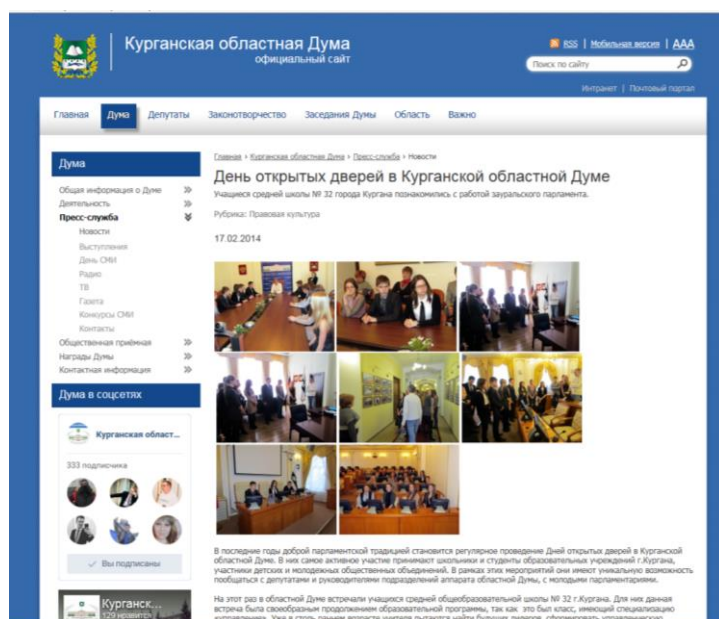 Курганская областная Дума
официальный сайт
RSS | Мобильная версия | ААА
Поиск по сайту
Интранет | Почтовый портал
Главная Дума Депутаты Законотворчество Заседания Думы Область Важно
Дума
Общая информация о Думе
Деятельность
Пресс-служба
Новости
Выступления
День СМИ
Радио
ТВ
Газета
Конкурсы СМИ
Контакты
Общественная приёмная
Награды Думы
Контактная информация
Дума в соцсетях
Курганская област...
333 подписчика
Вы подписаны
Курганск...
129 нравится
Главная › Курганская областная Дума › Пресс-служба › Новости
День открытых дверей в Курганской областной Думе
Учащиеся средней школы № 32 города Кургана познакомились с работой зауральского парламента.
Рубрика: Правовая культура
17.02.2014
В последние годы доброй парламентской традицией становится регулярное проведение Дней открытых дверей в Курганской
областной Думе. В них самое активное участие принимают школьники и студенты образовательных учреждений г.Кургана,
участники детских и молодежных общественных объединений. В рамках этих мероприятий они имеют уникальную возможность
пообщаться с депутатами и руководителями подразделений аппарата областной Думы, с молодыми парламентариями.
На этот раз в областной Думе встречали учащихся средней общеобразовательной школы № 32 г.Кургана. Для них данная
встреча была своеобразным продолжением образовательной программы, так как это был класс, имеющий специализацию